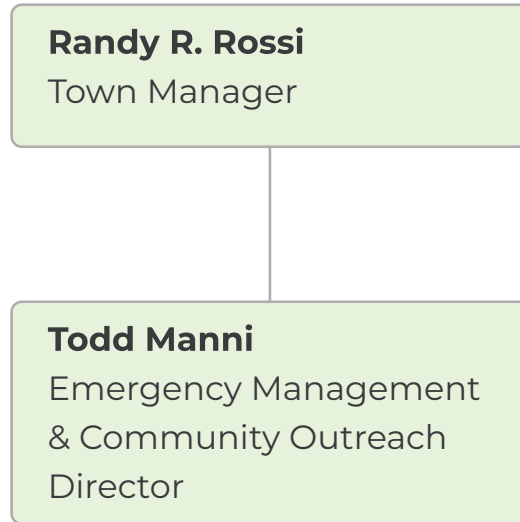 Randy R. Rossi
Town Manager
Todd Manni
Emergency Management
& Community Outreach
Director